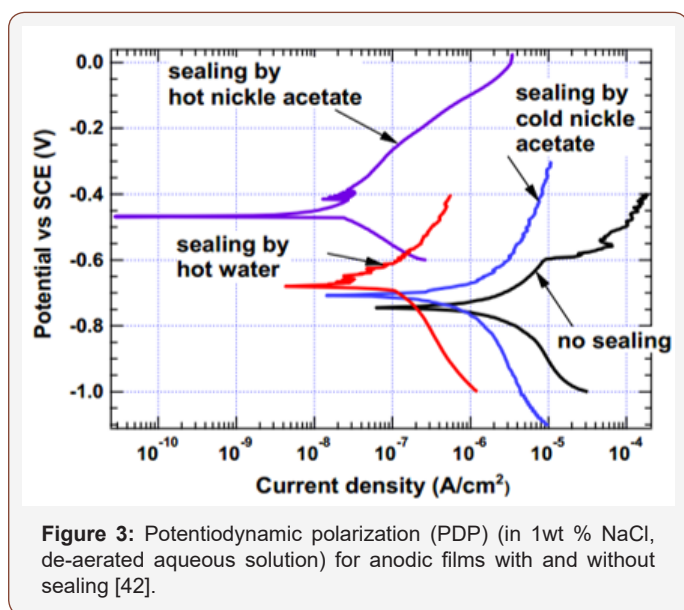 0.0
-0.2
-0.4
-0.6
-0.8
-1.0
Potential vs SCE (V)
sealing by
hot nickle acetate
sealing by
cold nickle
acetate
sealing by
hot water
no sealing
10-10
10-9
10-8
10-7
10-6
10-5
10-4
Current density (A/cm2)
Figure 3: Potentiodynamic polarization (PDP) (in 1wt % NaCl,
de-aerated aqueous solution) for anodic films with and without
sealing [42].